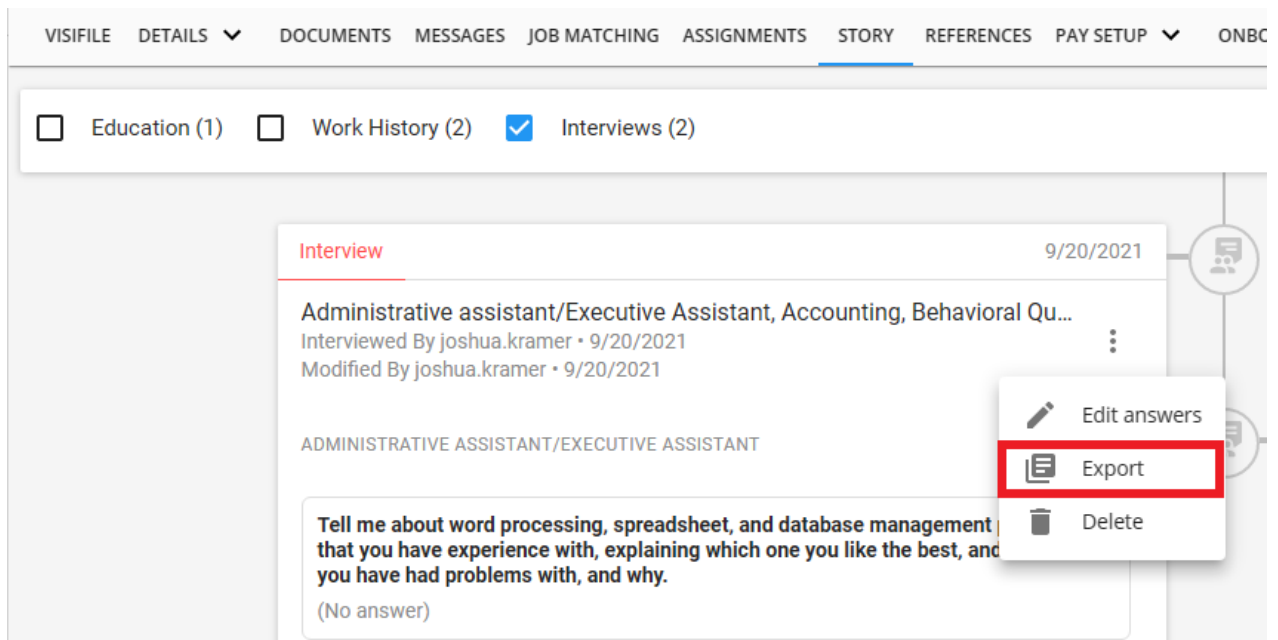 VISIFILE DETAILS DOCUMENTS MESSAGES JOB MATCHING ASSIGNMENTS STORY REFERENCES PAY SETUP
Education (1) Work History (2) Interviews (2)
Interview 9/20/2021
Administrative assistant/Executive Assistant, Accounting, Behavioral Qu...
Interviewed By joshua.kramer • 9/20/2021
Modified By joshua.kramer • 9/20/2021
Edit answers
Export
Delete
ADMINISTRATIVE ASSISTANT/EXECUTIVE ASSISTANT
Tell me about word processing, spreadsheet, and database management
that you have experience with, explaining which one you like the best, and
you have had problems with, and why.
(No answer)